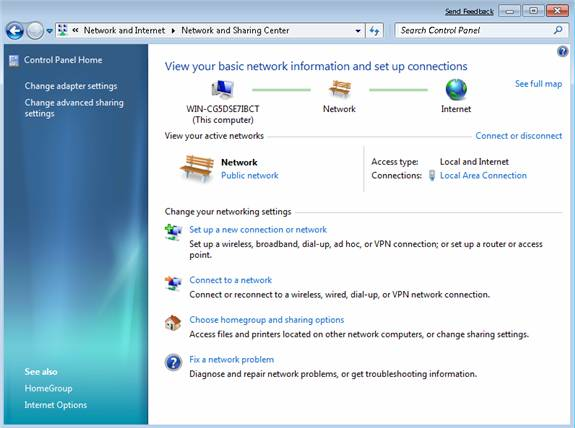 Send Feedback
« Network and Internet ▸ Network and Sharing Center
Search Control Panel
Control Panel Home
Change adapter settings
Change advanced sharing
settings
See also
HomeGroup
Internet Options
View your basic network information and set up connections
See full map
WIN-CG5DSE7IBCT
(This computer)
Network
Internet
View your active networks
Connect or disconnect
Network
Public network
Access type: Local and Internet
Connections: Local Area Connection
Change your networking settings
Set up a new connection or network
Set up a wireless, broadband, dial-up, ad hoc, or VPN connection; or set up a router or access
point.
Connect to a network
Connect or reconnect to a wireless, wired, dial-up, or VPN network connection.
Choose homegroup and sharing options
Access files and printers located on other network computers, or change sharing settings.
Fix a network problem
Diagnose and repair network problems, or get troubleshooting information.